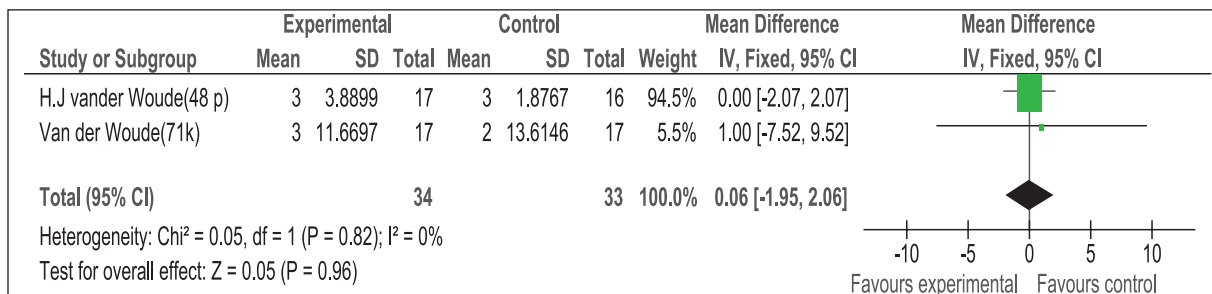 Experimental Control Mean Difference Mean Difference
Study or Subgroup Mean SD Total Mean SD Total Weight IV, Fixed, 95% CI IV, Fixed, 95% CI
H.J vander Woude(48 p) 3 3.8899 17 3 1.8767 16 94.5% 0.00 [-2.07, 2.07]
Van der Woude(71k) 3 11.6697 17 2 13.6146 17 5.5% 1.00 [-7.52, 9.52]
Total (95% CI) 34 33 100.0% 0.06 [-1.95, 2.06]
Heterogeneity: Chi² = 0.05, df = 1 (P = 0.82); I² = 0%
Test for overall effect: Z = 0.05 (P = 0.96)
-10 -5 0 5 10
Favours experimental Favours control